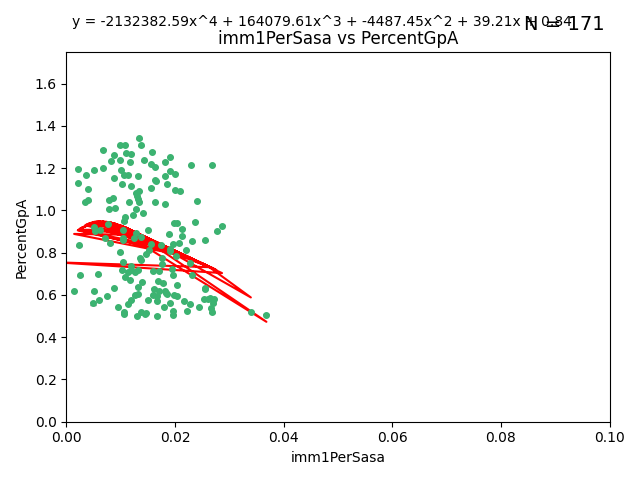 y = -2132382.59x^4 + 164079.61x^3 + -4487.45x^2 + 39.21x + 0.84
N = 171
imm1PerSasa vs PercentGpA
1.6
1.4
1.2
1.0
0.8
0.6
0.4
0.2
0.0
PercentGpA
0.00 0.02 0.04 0.06 0.08 0.10
imm1PerSasa